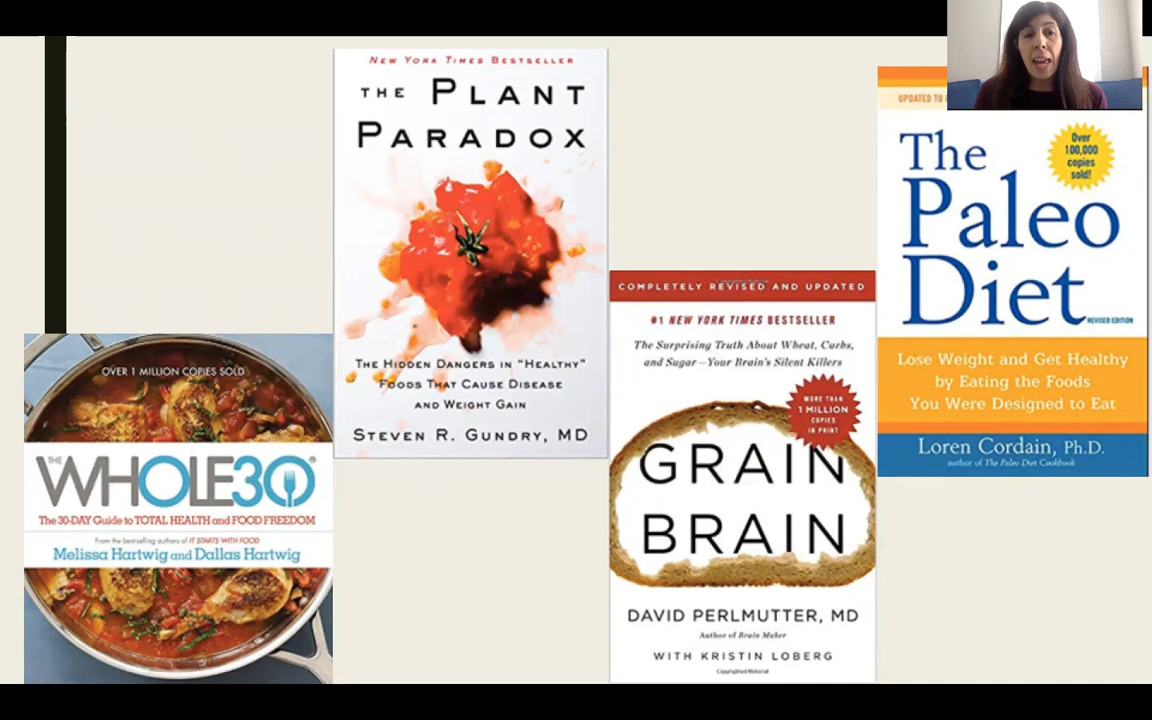 OVER 1 MILLION COPIES SOLD
THE WHOLE30®
The 30-DAY Guide to TOTAL HEALTH and FOOD FREEDOM
From the best-selling authors of IT STARTS WITH FOOD
Melissa Hartwig and Dallas Hartwig
NEW YORK TIMES BESTSELLER
THE PLANT
PARADOX
THE HIDDEN DANGERS IN "HEALTHY"
FOODS THAT CAUSE DISEASE
AND WEIGHT GAIN
STEVEN R. GUNDRY, MD
COMPLETELY REVISED AND UPDATED
#1 NEW YORK TIMES BESTSELLER
The Surprising Truth About Wheat, Carbs,
and Sugar—Your Brain's Silent Killers
MORE THAN
1 MILLION
COPIES
IN PRINT
GRAIN
BRAIN
DAVID PERLMUTTER, MD
Author of Brain Maker
WITH KRISTIN LOBERG
Copyrighted Material
UPDATED TO
Over
100,000
copies
sold!
The
Paleo
Diet
REVISED EDITION
Lose Weight and Get Healthy
by Eating the Foods
You Were Designed to Eat
Loren Cordain, Ph.D.
author of The Paleo Diet Cookbook